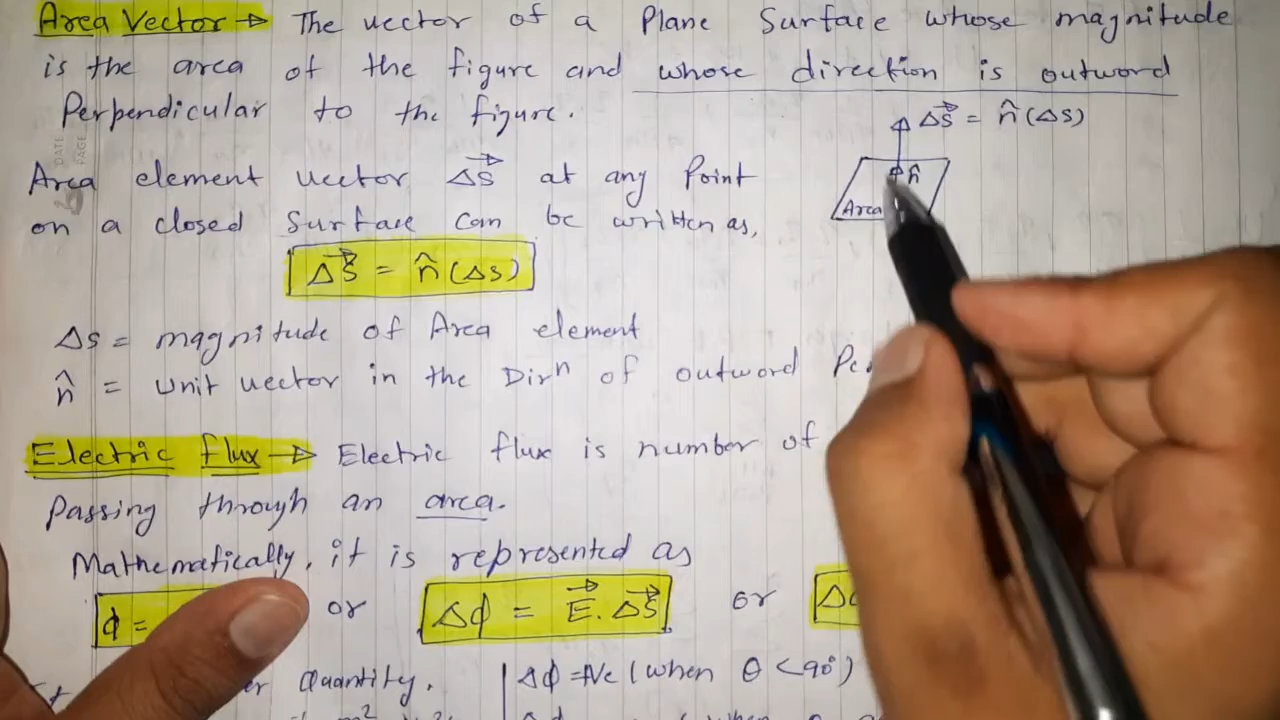 Area Vector → The vector of a Plane Surface whose magnitude
is the area of the figure and whose direction is outword
Perpendicular to the figure.
ΔS⃗ = n̂(ΔS)
n̂
Area
Area element vector ΔS⃗ at any Point
on a closed Surface can be written as,
ΔS⃗ = n̂(ΔS)
ΔS = magnitude of Area element
n̂ = Unit vector in the Dirⁿ of outword
Electric flux → Electric flux is number of
Passing through an area.
Mathematically, it is represented as
ϕ = or Δϕ = E⃗.ΔS⃗ or
Quantity.
Δϕ = +Ve (when θ < 90°)
DATE
PAGE